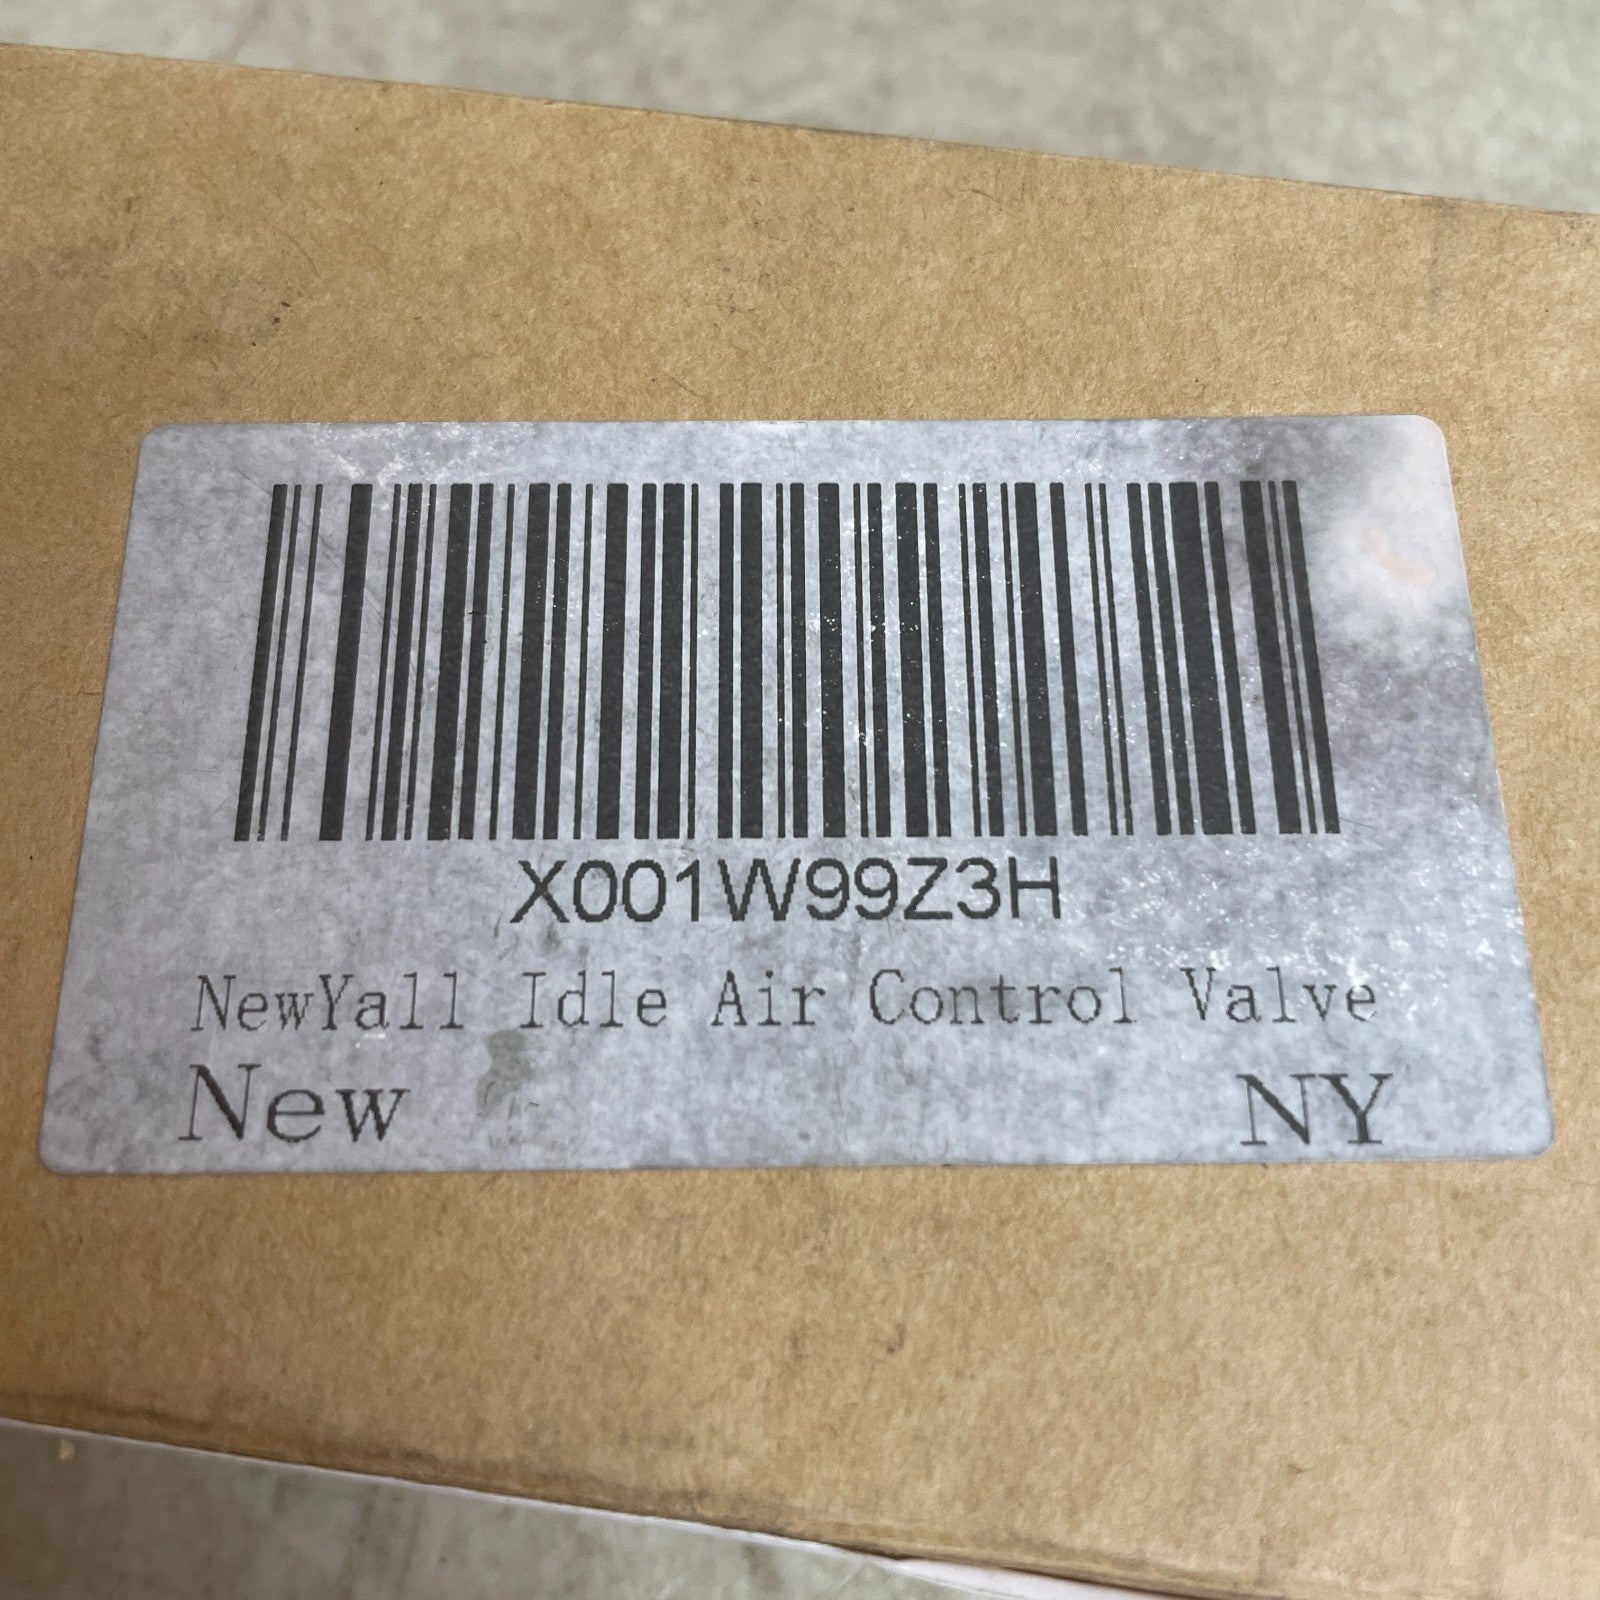 X001W99Z3H
NewYall Idle Air Control Valve
New NY